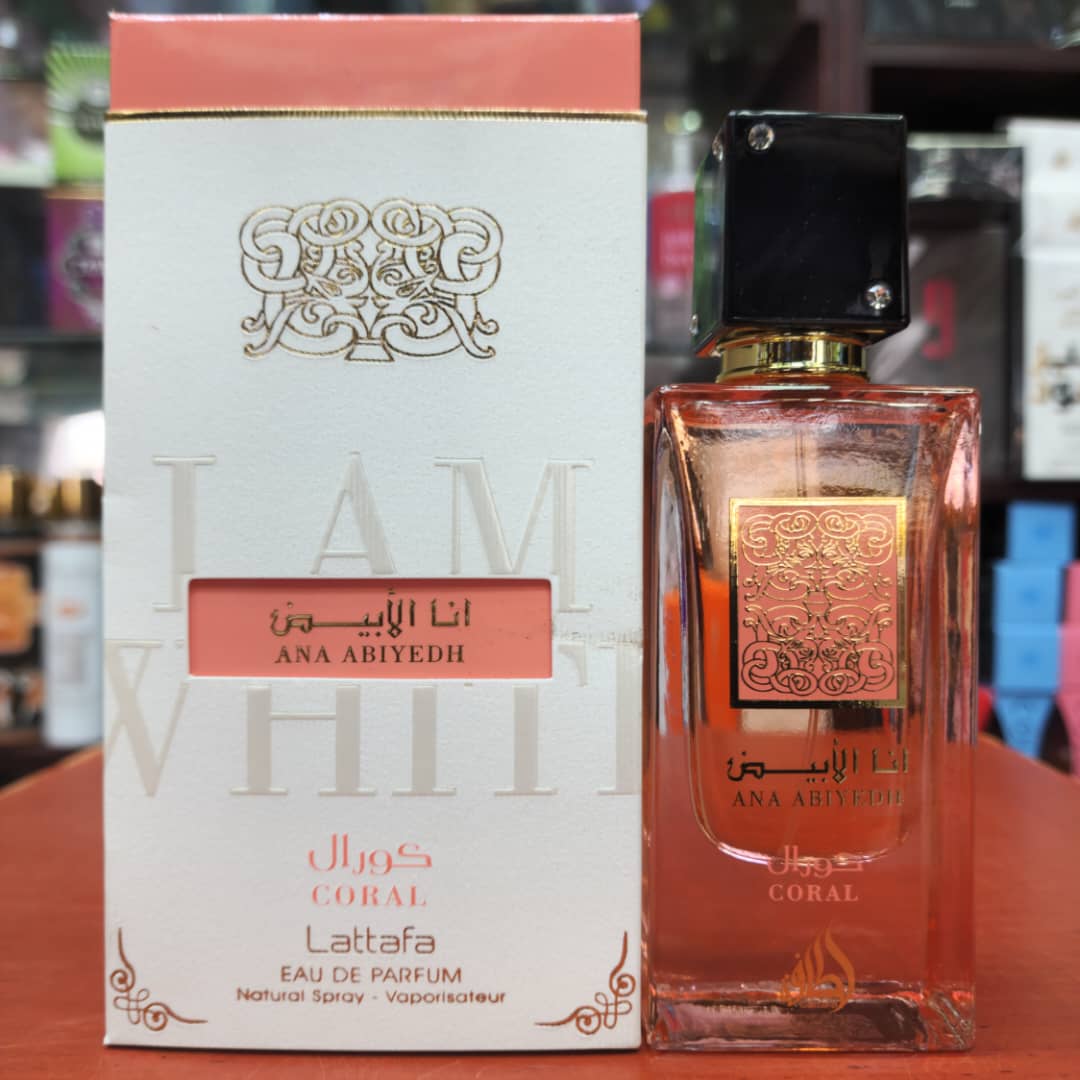 I AM
WHITE
انا الأبيض
ANA ABIYEDH
كورال
CORAL
Lattafa
EAU DE PARFUM
Natural Spray - Vaporisateur
انا الأبيض
ANA ABIYEDH
كورال
CORAL
لطافة